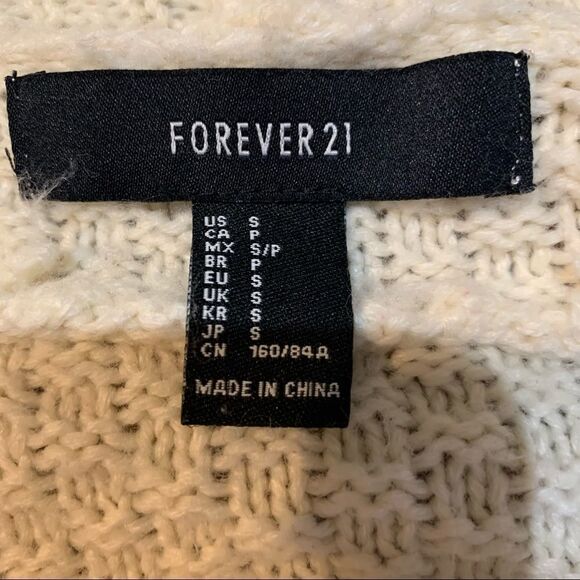 FOREVER 21
US S
CA P
MX S/P
BR P
EU S
UK S
KR S
JP S
CN 160/84A
MADE IN CHINA